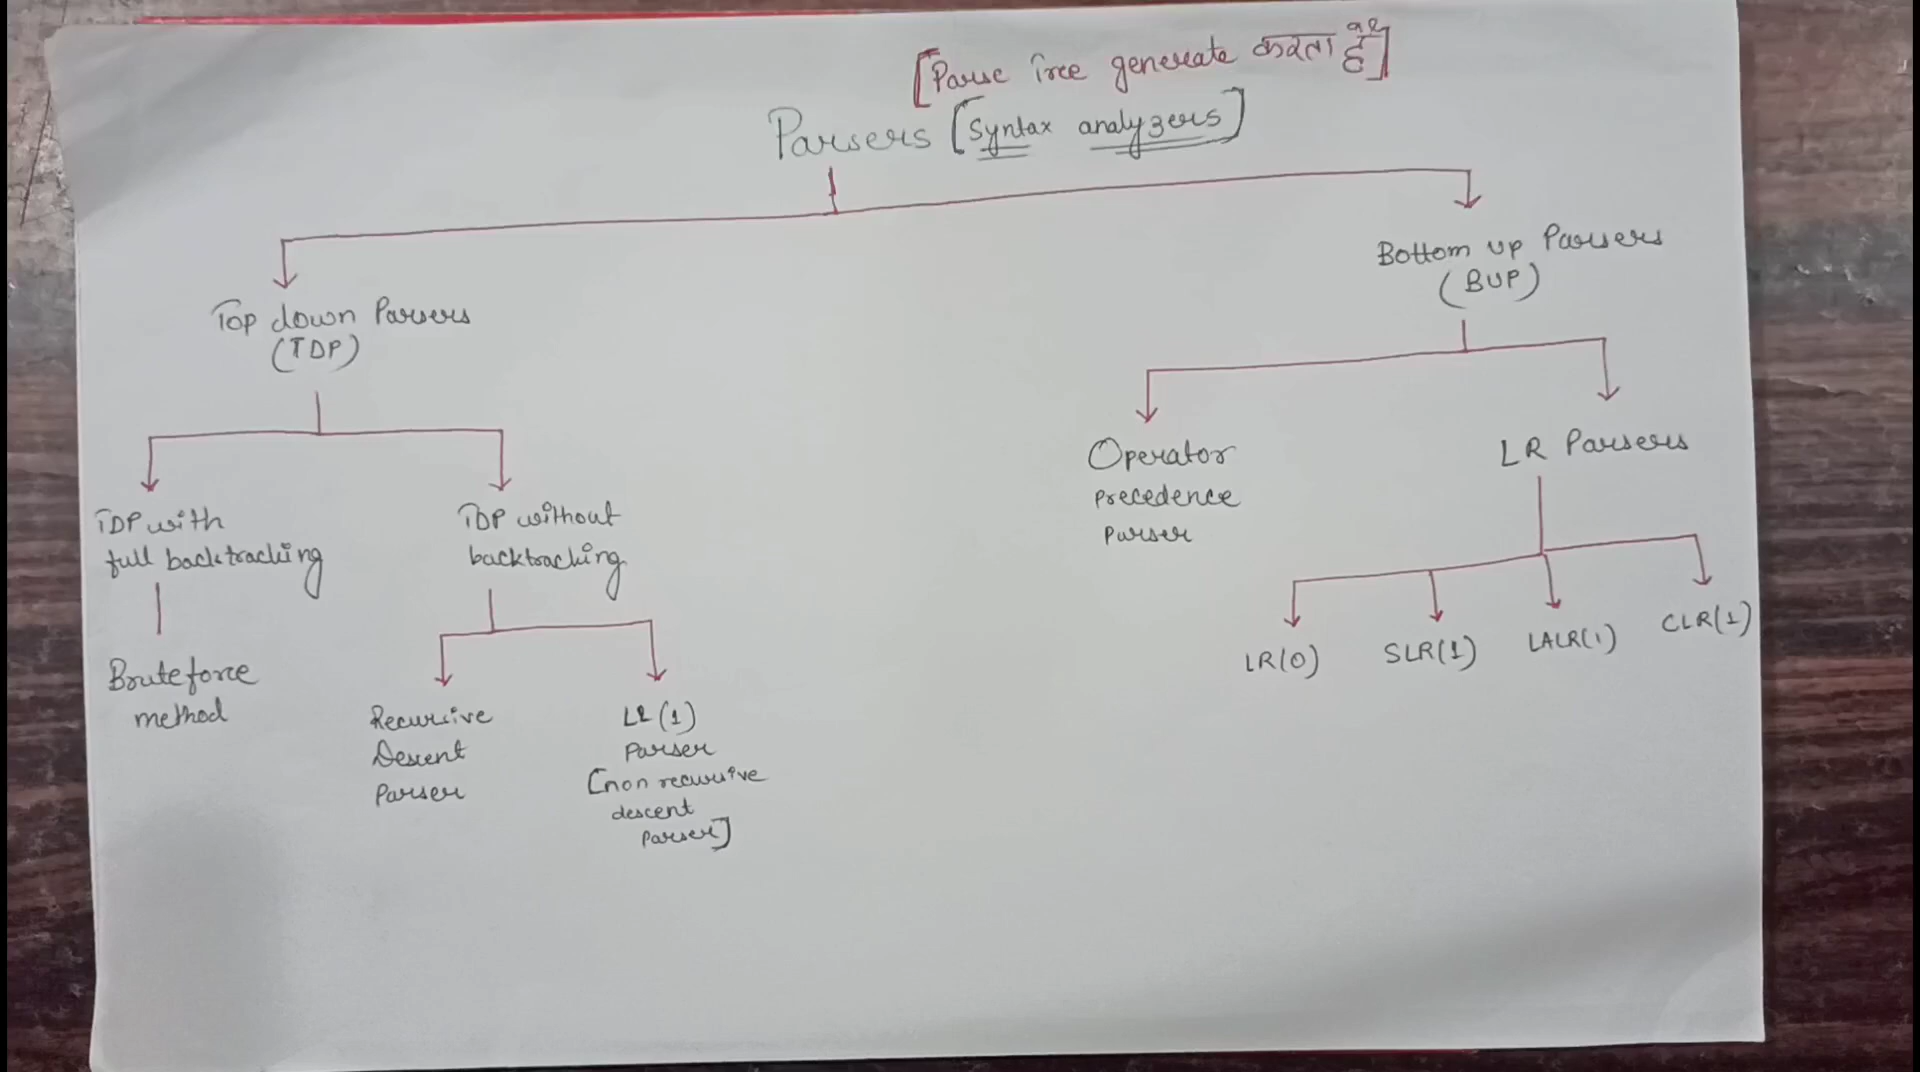 [Parse Tree generate करता है]
Parsers [Syntax analyzers]
Top down Parsers
(TDP)
Bottom up Parsers
(BUP)
TDP with
full backtracking
TDP without
backtracking
Operator
precedence
parser
LR Parsers
Bruteforce
method
Recursive
Descent
Parser
LL(1)
Parser
[non recursive
descent
parser]
LR(0)
SLR(1)
LALR(1)
CLR(1)